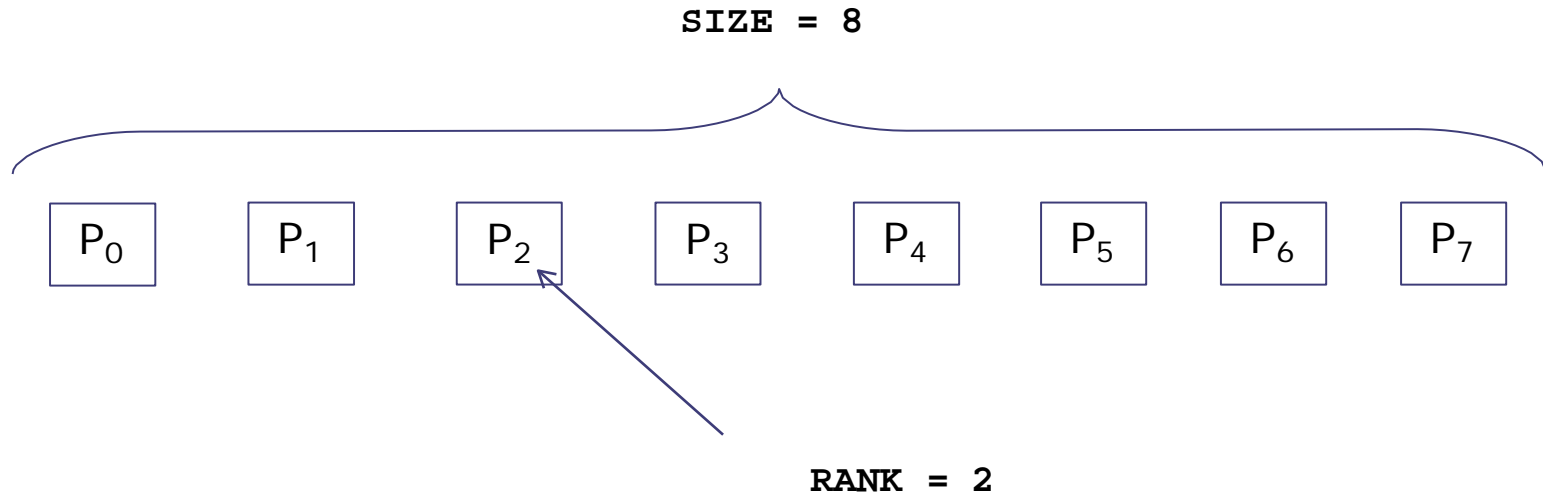 SIZE = 8
P₀ P₁ P₂ P₃ P₄ P₅ P₆ P₇
RANK = 2